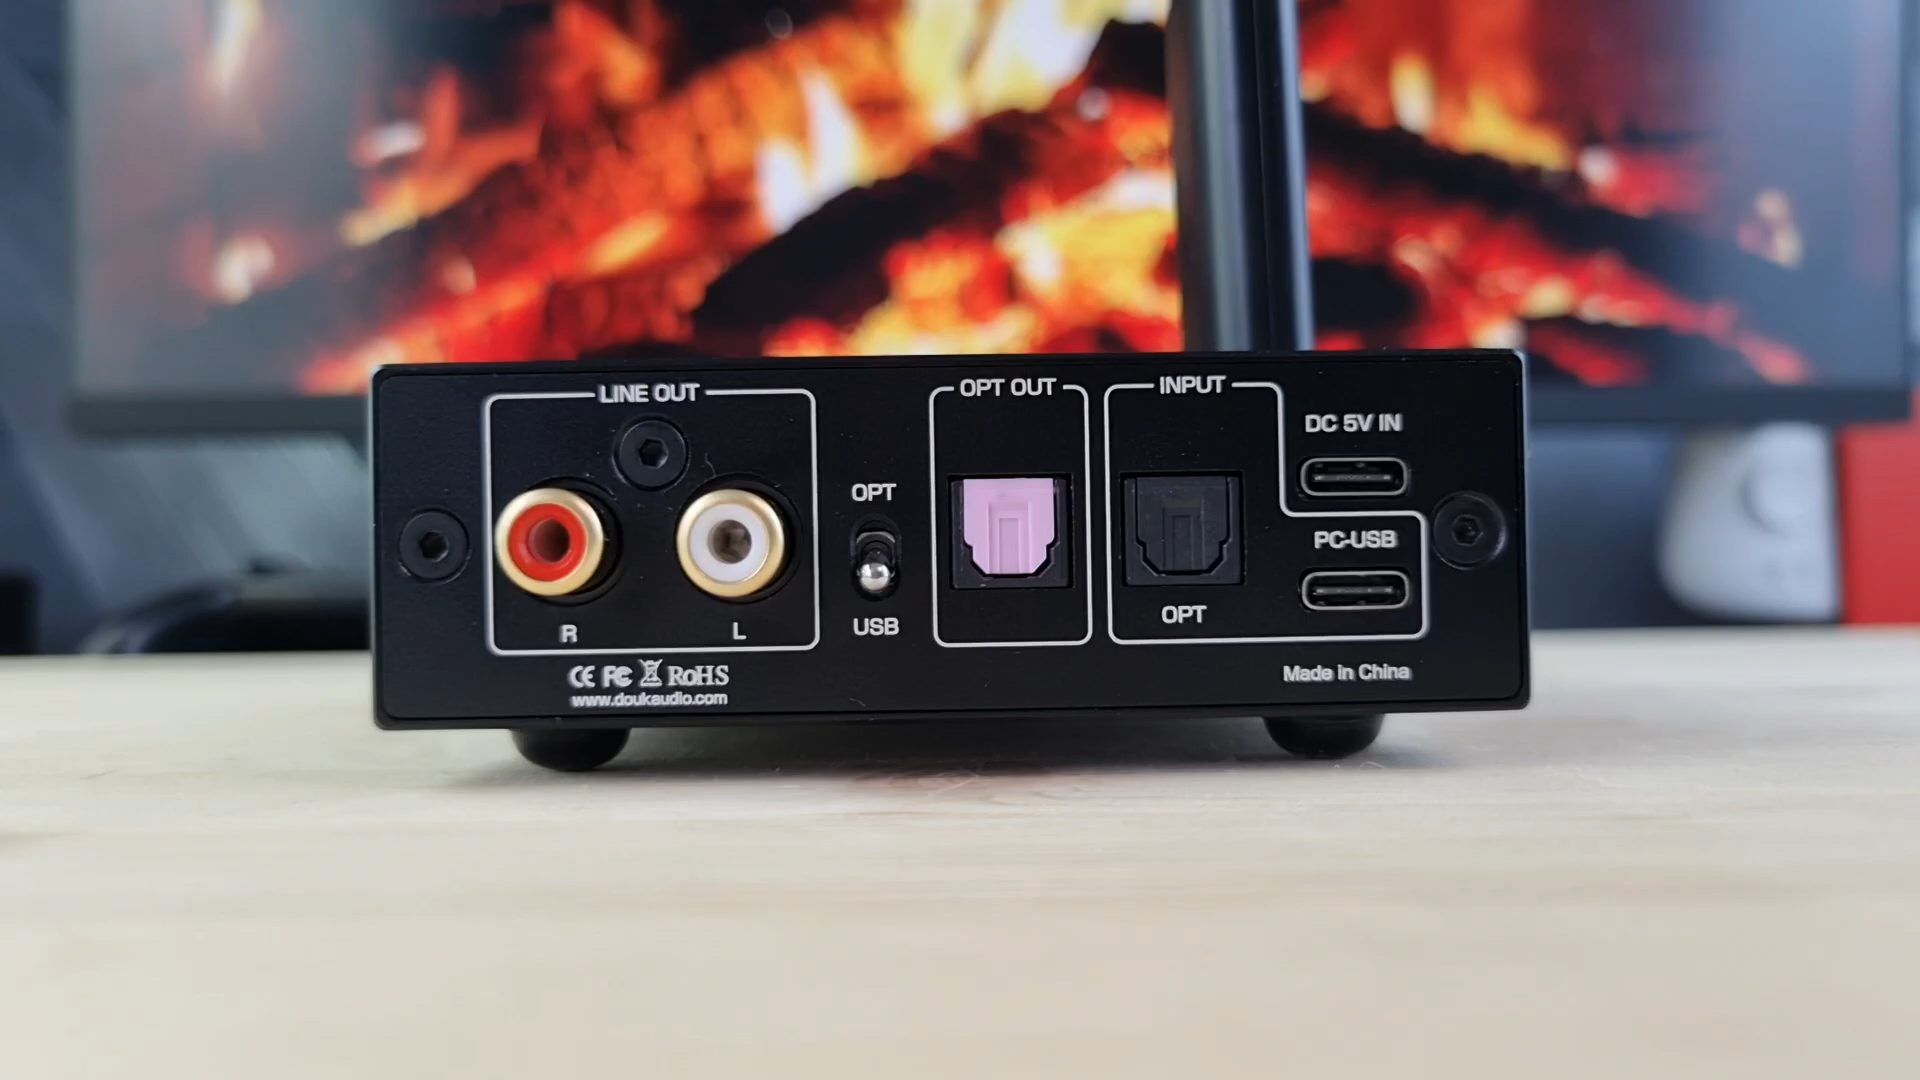 LINE OUT
OPT OUT
INPUT
DC 5V IN
OPT
PC-USB
R
L
USB
OPT
CE FC RoHS
www.doukaudio.com
Made in China